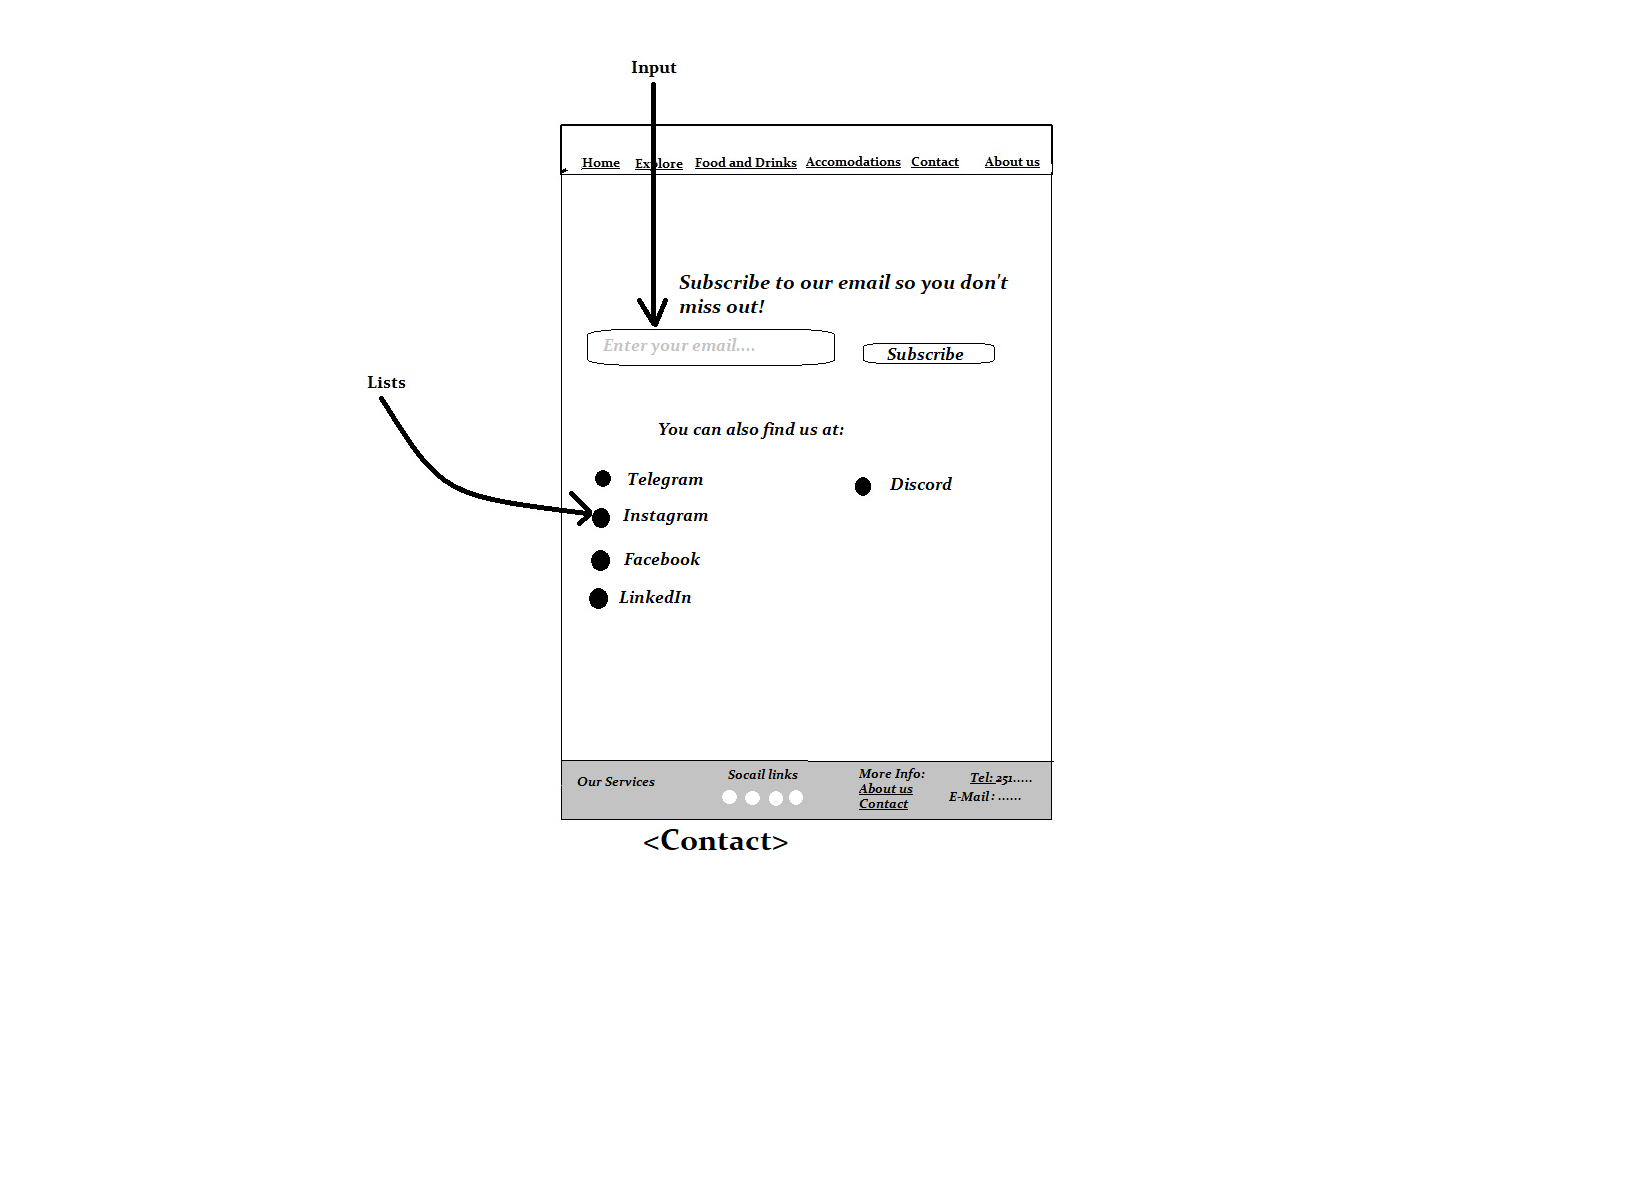 Input
Home Explore Food and Drinks Accomodations Contact About us
Subscribe to our email so you don't
miss out!
Enter your email....
Subscribe
Lists
You can also find us at:
Telegram
Discord
Instagram
Facebook
LinkedIn
Our Services
Socail links
More Info:
About us
Contact
Tel: 251.....
E-Mail : ......
<Contact>